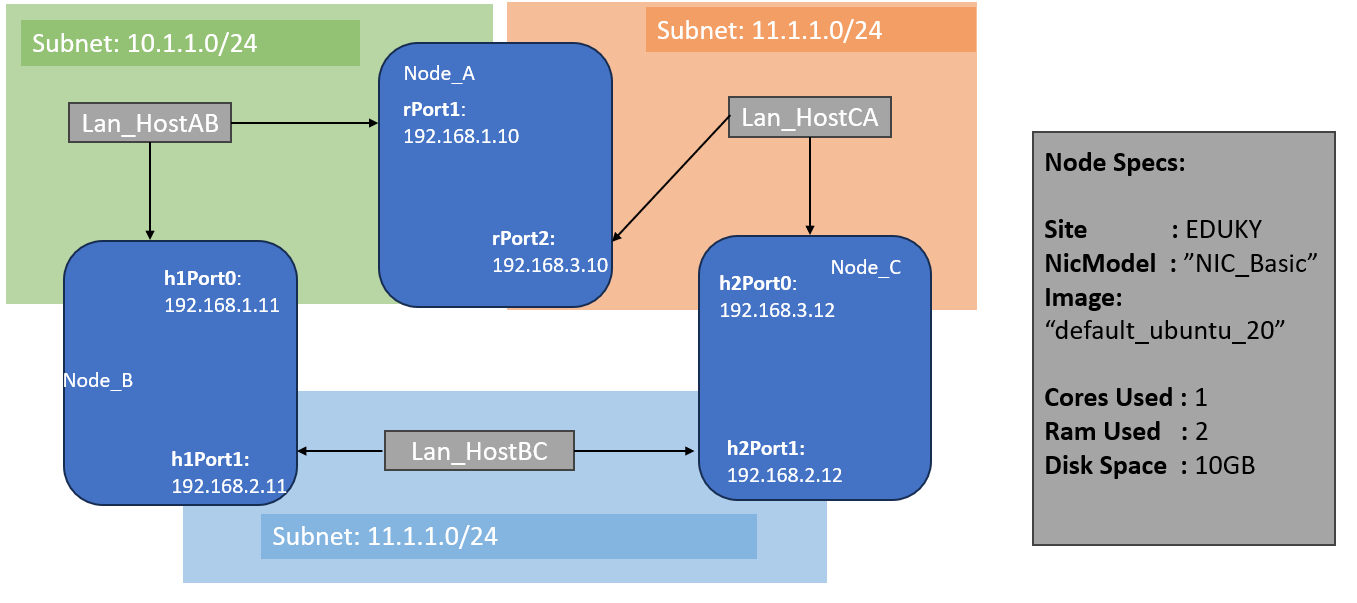 Subnet: 10.1.1.0/24
Subnet: 11.1.1.0/24
Lan_HostAB
Node_A
rPort1:
192.168.1.10
rPort2:
192.168.3.10
Lan_HostCA
h1Port0:
192.168.1.11
Node_B
h1Port1:
192.168.2.11
Node_C
h2Port0:
192.168.3.12
h2Port1:
192.168.2.12
Lan_HostBC
Subnet: 11.1.1.0/24
Node Specs:
Site : EDUKY
NicModel : ”NIC_Basic”
Image:
“default_ubuntu_20”
Cores Used : 1
Ram Used : 2
Disk Space : 10GB